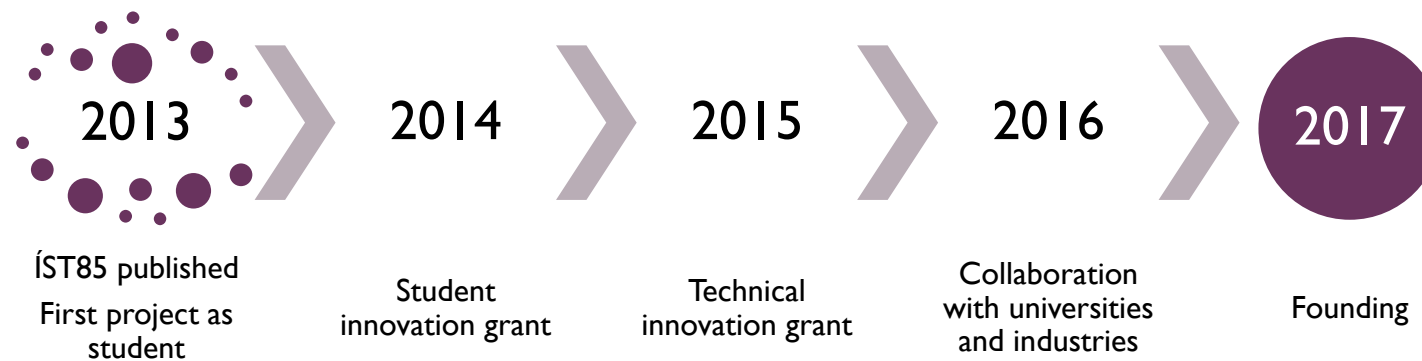 2013
2014
2015
2016
2017
ÍST85 published
First project as
student
Student
innovation grant
Technical
innovation grant
Collaboration
with universities
and industries
Founding